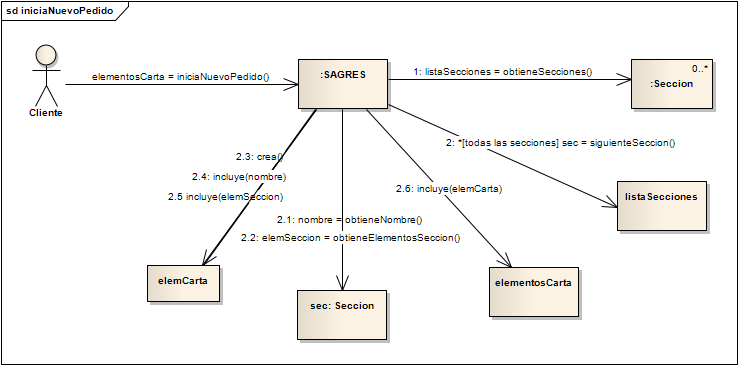 sd iniciaNuevoPedido
elementosCarta = iniciaNuevoPedido()
Cliente
:SAGRES
1: listaSecciones = obtieneSecciones()
0..*
:Seccion
2: *[todas las secciones] sec = siguienteSeccion()
listaSecciones
2.3: crea()
2.4: incluye(nombre)
2.5 incluye(elemSeccion)
2.6: incluye(elemCarta)
2.1: nombre = obtieneNombre()
2.2: elemSeccion = obtieneElementosSeccion()
elemCarta
sec: Seccion
elementosCarta